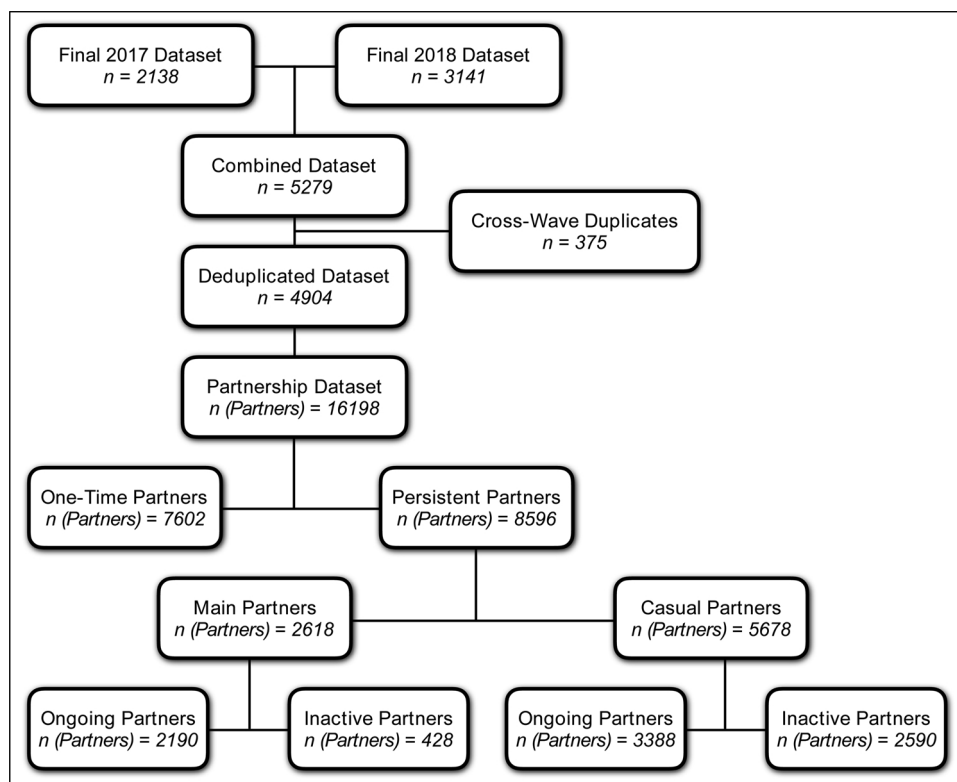 Final 2017 Dataset
n = 2138
Final 2018 Dataset
n = 3141
Combined Dataset
n = 5279
Cross-Wave Duplicates
n = 375
Deduplicated Dataset
n = 4904
Partnership Dataset
n (Partners) = 16198
One-Time Partners
n (Partners) = 7602
Persistent Partners
n (Partners) = 8596
Main Partners
n (Partners) = 2618
Casual Partners
n (Partners) = 5678
Ongoing Partners
n (Partners) = 2190
Inactive Partners
n (Partners) = 428
Ongoing Partners
n (Partners) = 3388
Inactive Partners
n (Partners) = 2590